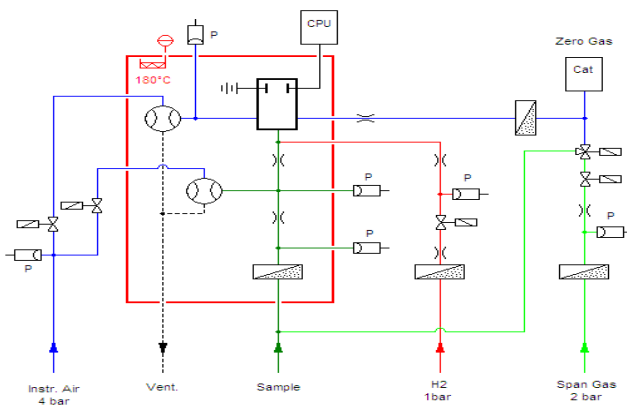 CPU
P
Zero Gas
Cat
180°C
P
P
P
P
P
Instr. Air
4 bar
Vent.
Sample
H2
1bar
Span Gas
2 bar